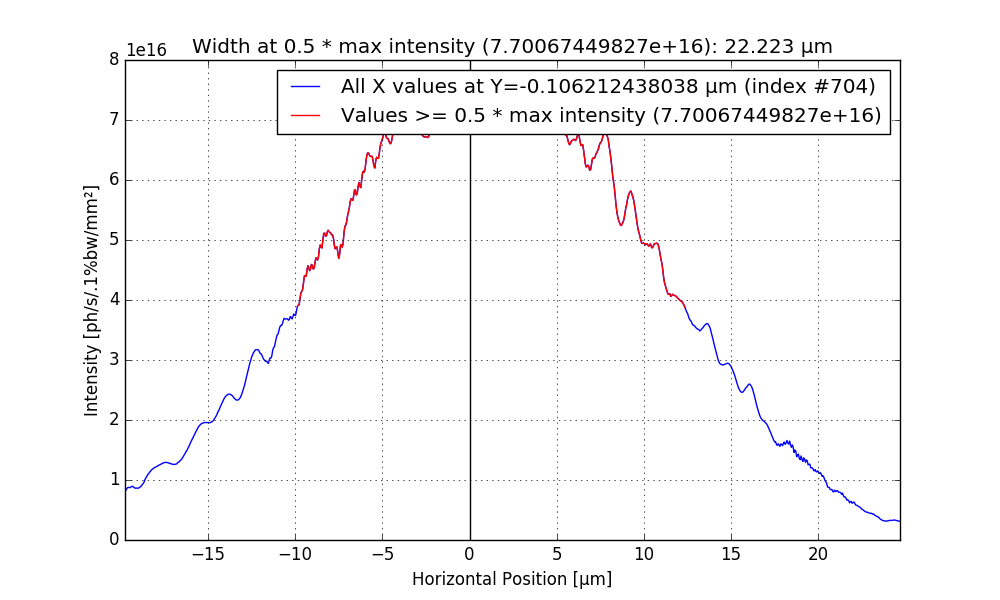 1e16
Width at 0.5 * max intensity (7.70067449827e+16): 22.223 µm
All X values at Y=-0.106212438038 µm (index #704)
Values >= 0.5 * max intensity (7.70067449827e+16)
8
7
6
5
4
3
2
1
0
Intensity [ph/s/.1%bw/mm²]
−15 −10 −5 0 5 10 15 20
Horizontal Position [µm]